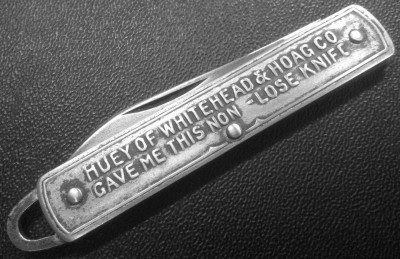 HUEY OF WHITEHEAD & HOAG CO
GAVE ME THIS NON-LOSE-KNIFE